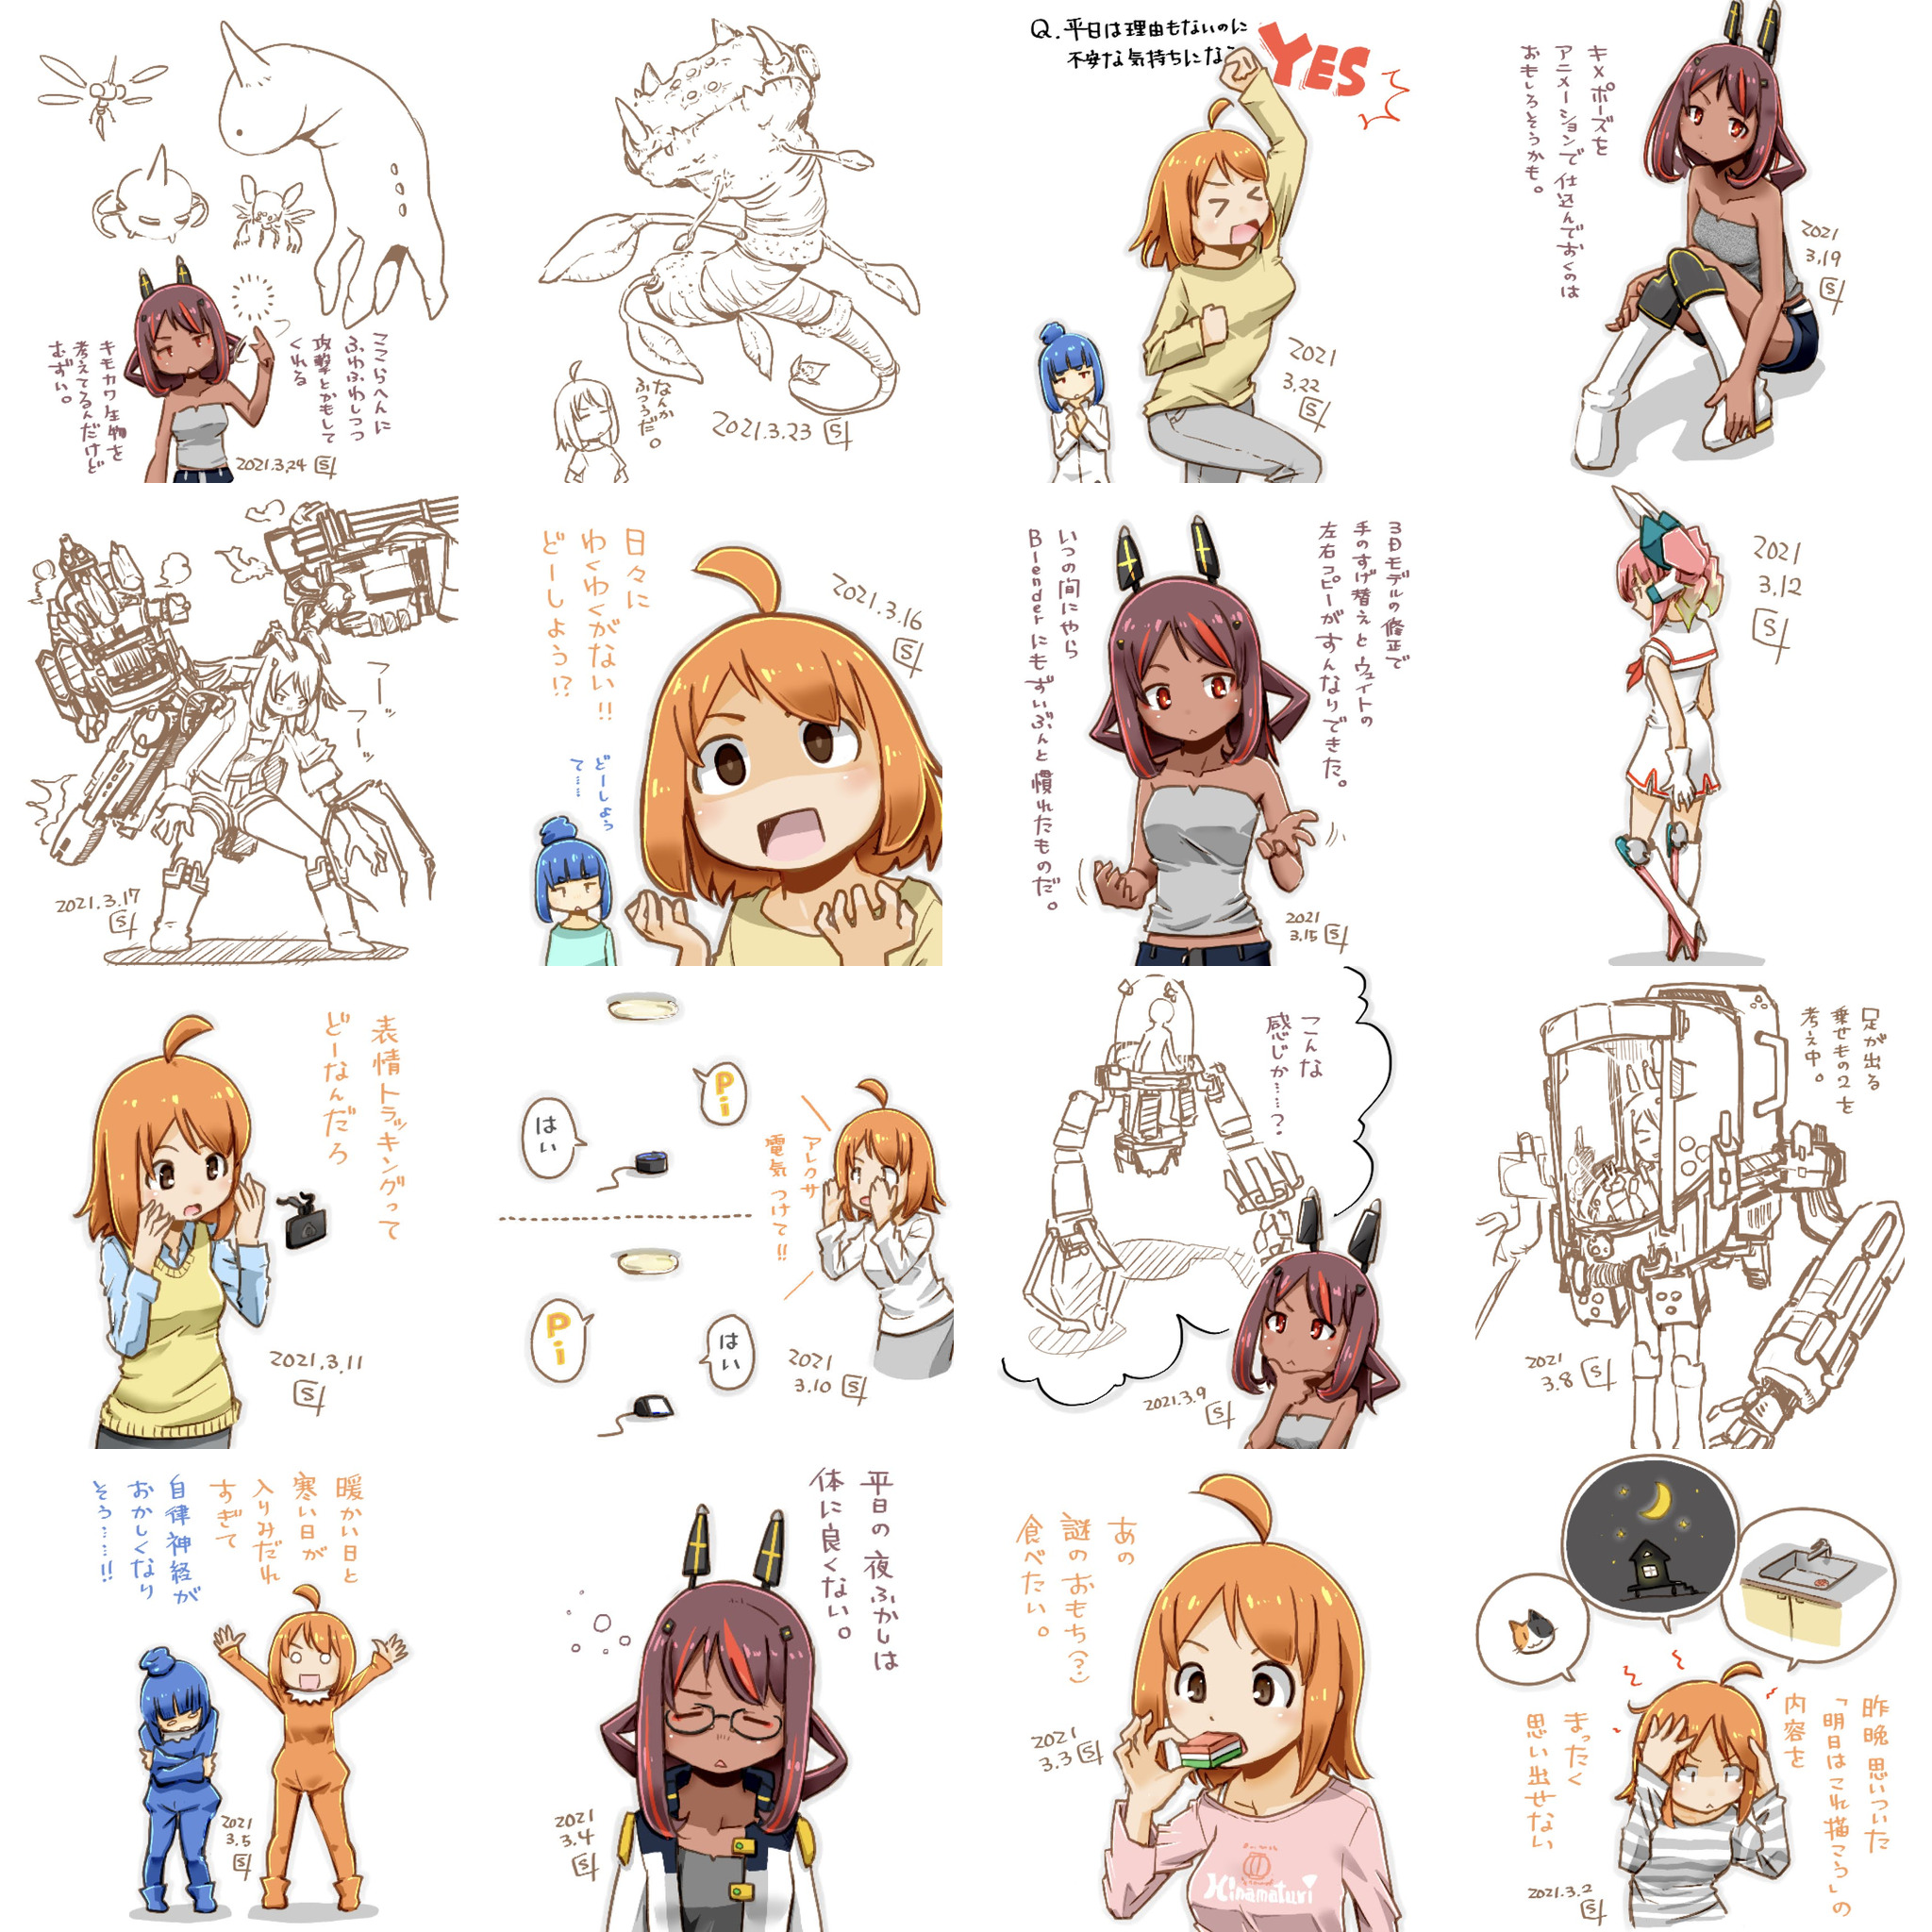 ここらへんに
ふわふわしつつ
攻撃とかもして
くれる
キモカワ生物を
考えてるんだけど
むずい。
2021.3.24 S
なんか
ふつうだ。
2021.3.23 S
Q.平日は理由もないのに
不安な気持ちにな
YES
2021
3.22
S
キメポーズを
アニメーションで仕込んでおくのは
おもしろそうかも。
2021
3.19
S
フーッ
フーッ
2021.3.17
S
日々に
わくわくがない!!
どーしよう!?
どーしよう
て……
2021.3.16
S
3Dモデルの修正で
手のすげ替えとウェイトの
左右コピーがすんなりできた。
いつの間にやら
Blenderにもずいぶんと慣れたものだ。
2021
3.15 S
2021
3.12
S
表情トラッキングって
どーなんだろ
2021.3.11
S
アレクサ
電気つけて!!
Pi
はい
Pi
はい
2021
3.10 S
こんな
感じか……?
2021.3.9
S
足が出る
乗せもの2を
考え中。
2021
3.8 S
暖かい日と
寒い日が
入りみだれ
すぎて
自律神経が
おかしくなり
そう……!!
2021
3.5
S
平日の夜ふかしは
体に良くない。
2021
3.4
S
あの
謎のおもち(?)
食べたい。
2021
3.3 S
Hinamaturi
昨晩思いついた
「明日はこれ描こう」の
内容を
まったく
思い出せない
2021.3.2
S